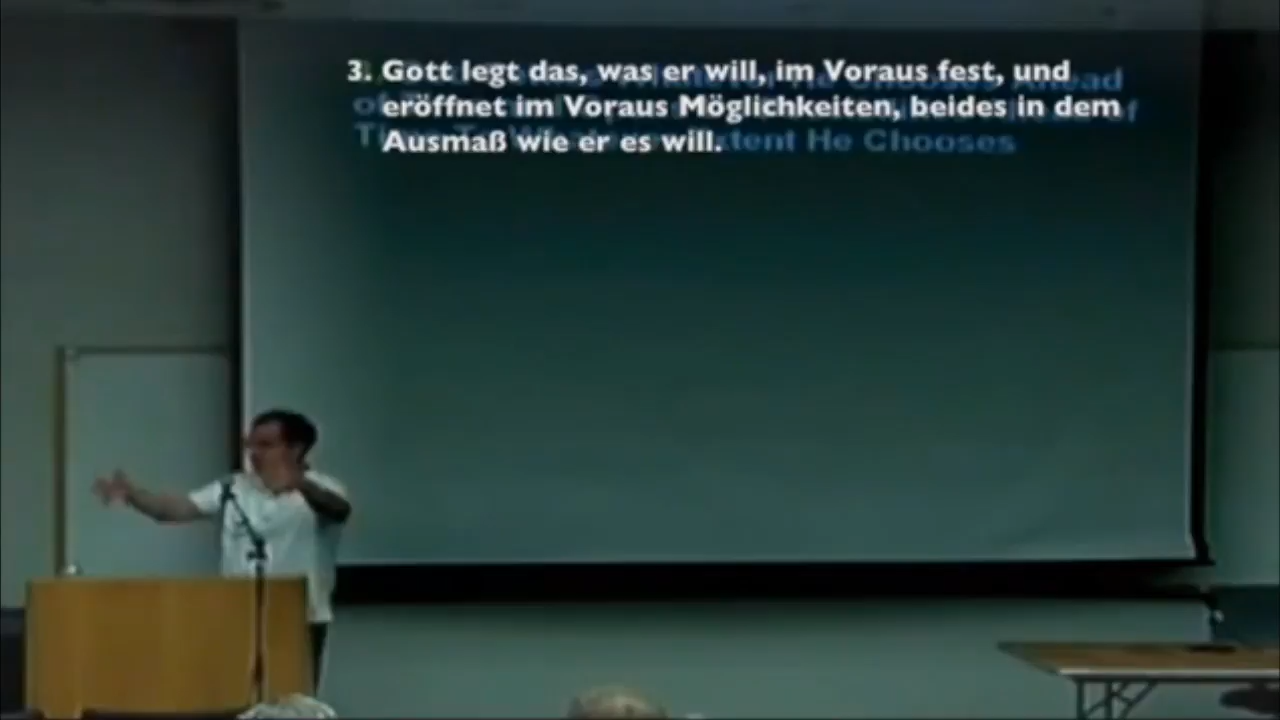 3. Gott legt das, was er will, im Voraus fest, und
eröffnet im Voraus Möglichkeiten, beides in dem
Ausmaß wie er es will.
Ahead
of
He Chooses